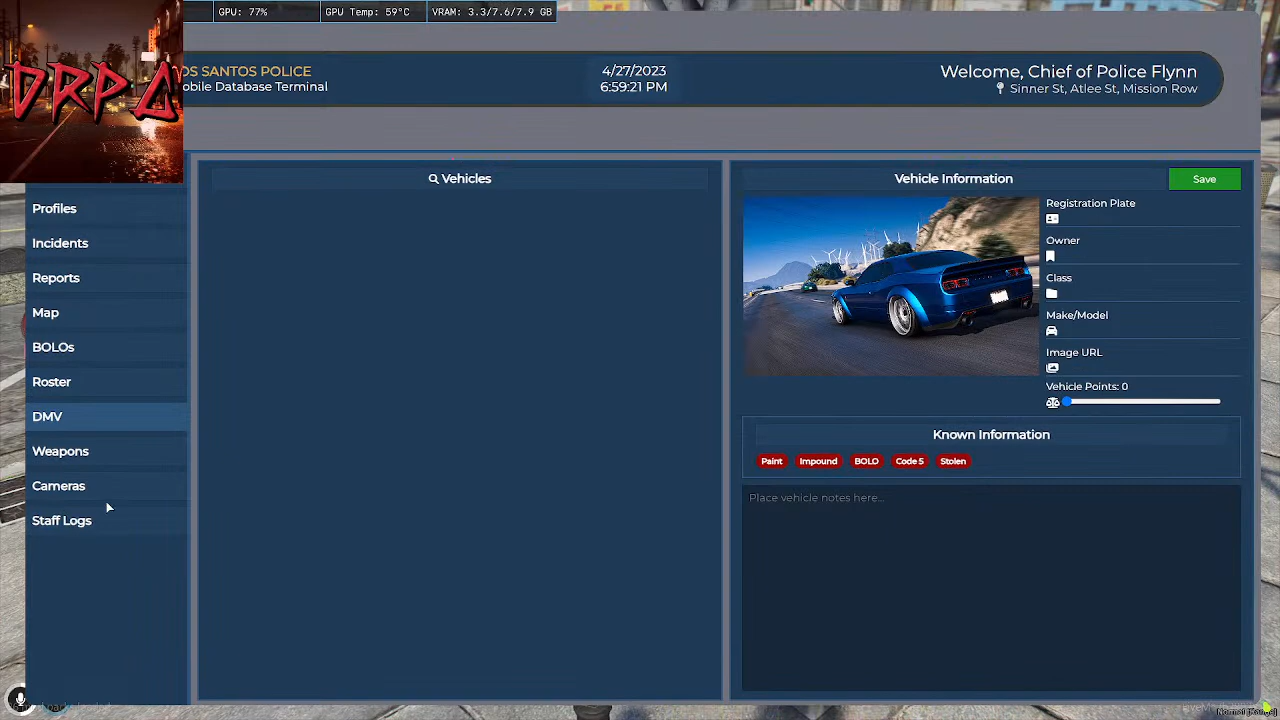 GPU: 77%
GPU Temp: 59°C
VRAM: 3.3/7.6/7.9 GB
DRPA
OS SANTOS POLICE
obile Database Terminal
4/27/2023
6:59:21 PM
Welcome, Chief of Police Flynn
Sinner St, Atlee St, Mission Row
Profiles
Incidents
Reports
Map
BOLOs
Roster
DMV
Weapons
Cameras
Staff Logs
Vehicles
Vehicle Information
Save
Registration Plate
Owner
Class
Make/Model
Image URL
Vehicle Points: 0
Known Information
Paint
Impound
BOLO
Code 5
Stolen
Place vehicle notes here...